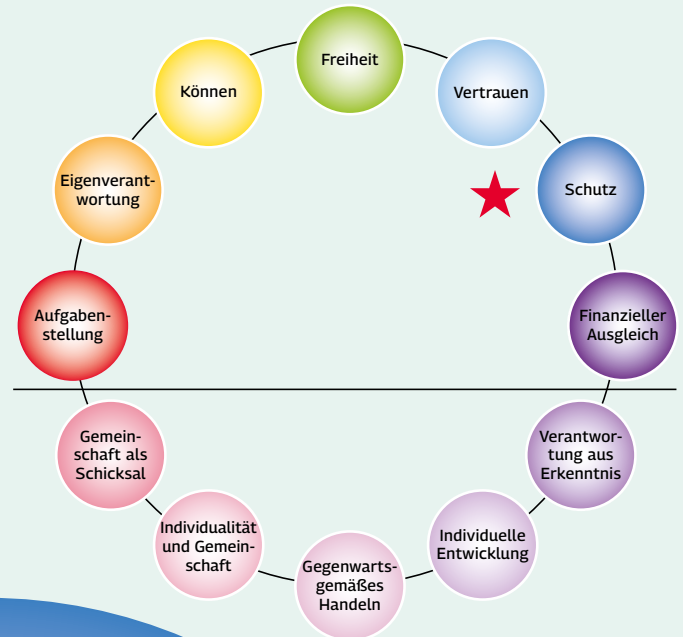 Freiheit
Können
Vertrauen
Eigenverant-
wortung
Schutz
Aufgaben-
stellung
Finanzieller
Ausgleich
Gemein-
schaft als
Schicksal
Verantwor-
tung aus
Erkenntnis
Individualität
und Gemein-
schaft
Individuelle
Entwicklung
Gegenwarts-
gemäßes
Handeln